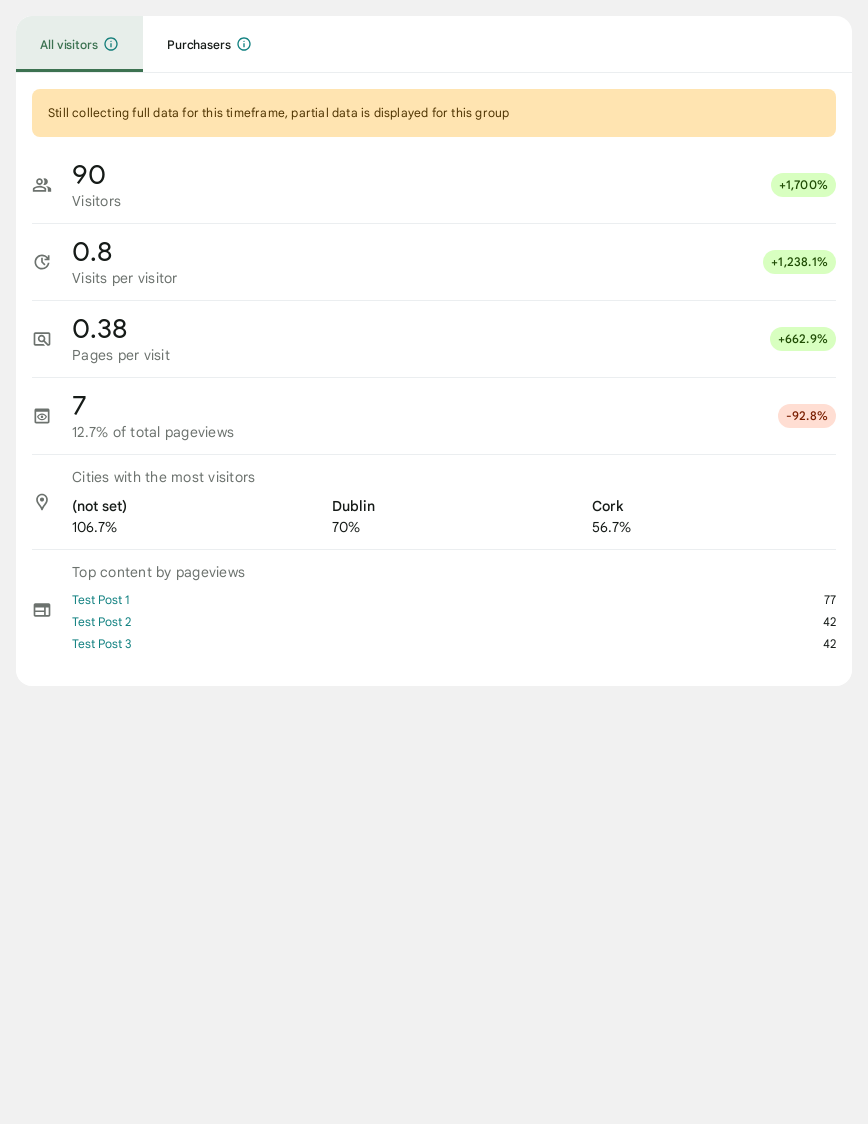 All visitors
Purchasers
Still collecting full data for this timeframe, partial data is displayed for this group
90
Visitors
+1,700%
0.8
Visits per visitor
+1,238.1%
0.38
Pages per visit
+662.9%
7
12.7% of total pageviews
-92.8%
Cities with the most visitors
(not set) Dublin Cork
106.7% 70% 56.7%
Top content by pageviews
Test Post 1 77
Test Post 2 42
Test Post 3 42